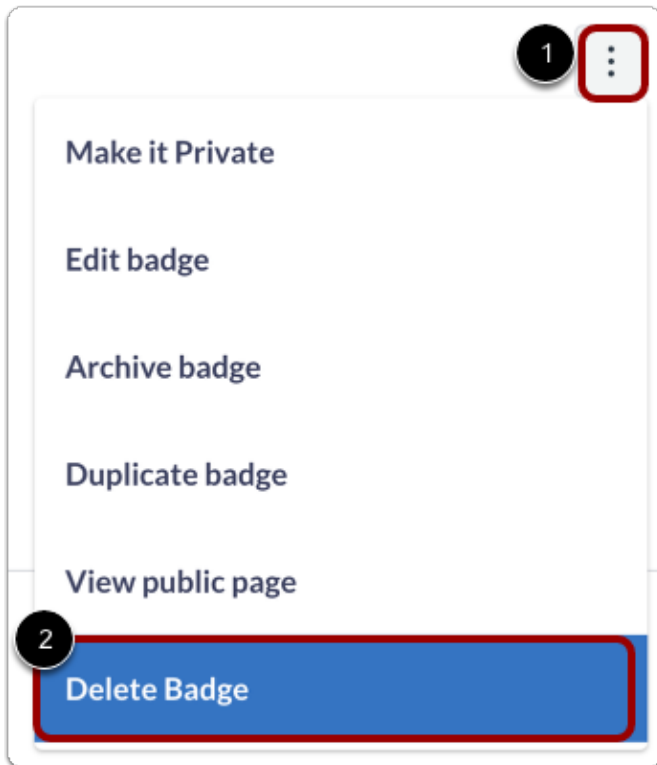 1
Make it Private
Edit badge
Archive badge
Duplicate badge
View public page
2
Delete Badge